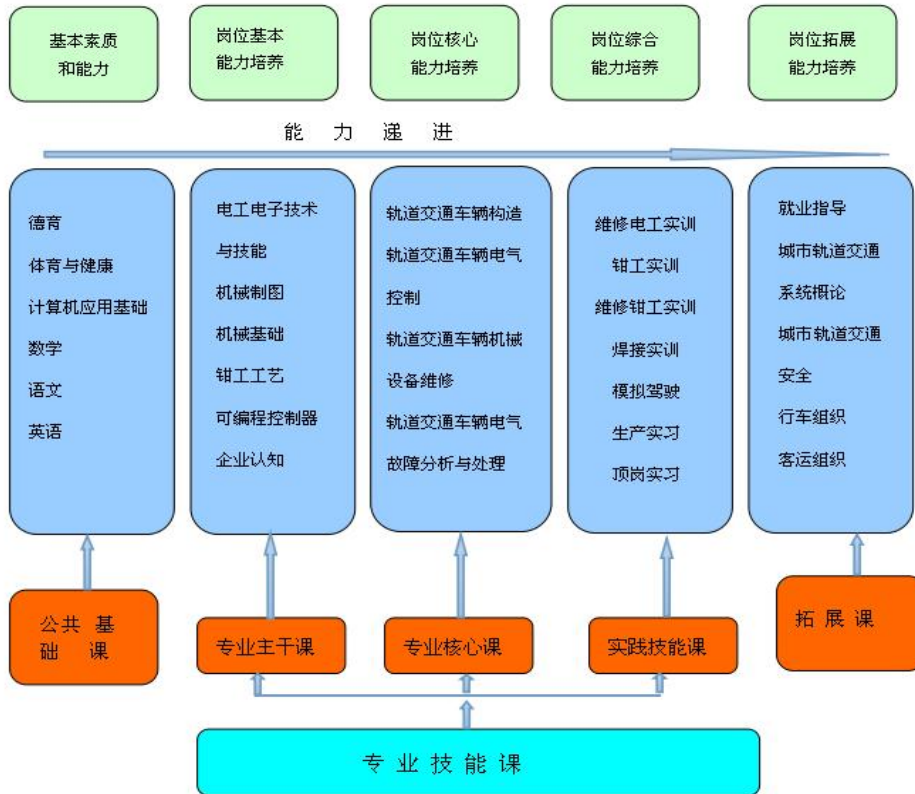 基本素质
和能力
岗位基本
能力培养
岗位核心
能力培养
岗位综合
能力培养
岗位拓展
能力培养
能 力 递 进
德育
体育与健康
计算机应用基础
数学
语文
英语
电工电子技术
与技能
机械制图
机械基础
钳工工艺
可编程控制器
企业认知
轨道交通车辆构造
轨道交通车辆电气
控制
轨道交通车辆机械
设备维修
轨道交通车辆电气
故障分析与处理
维修电工实训
钳工实训
维修钳工实训
焊接实训
模拟驾驶
生产实习
顶岗实习
就业指导
城市轨道交通
系统概论
城市轨道交通
安全
行车组织
客运组织
公共 基
础 课
专业主干课
专业核心课
实践技能课
拓 展 课
专 业 技 能 课